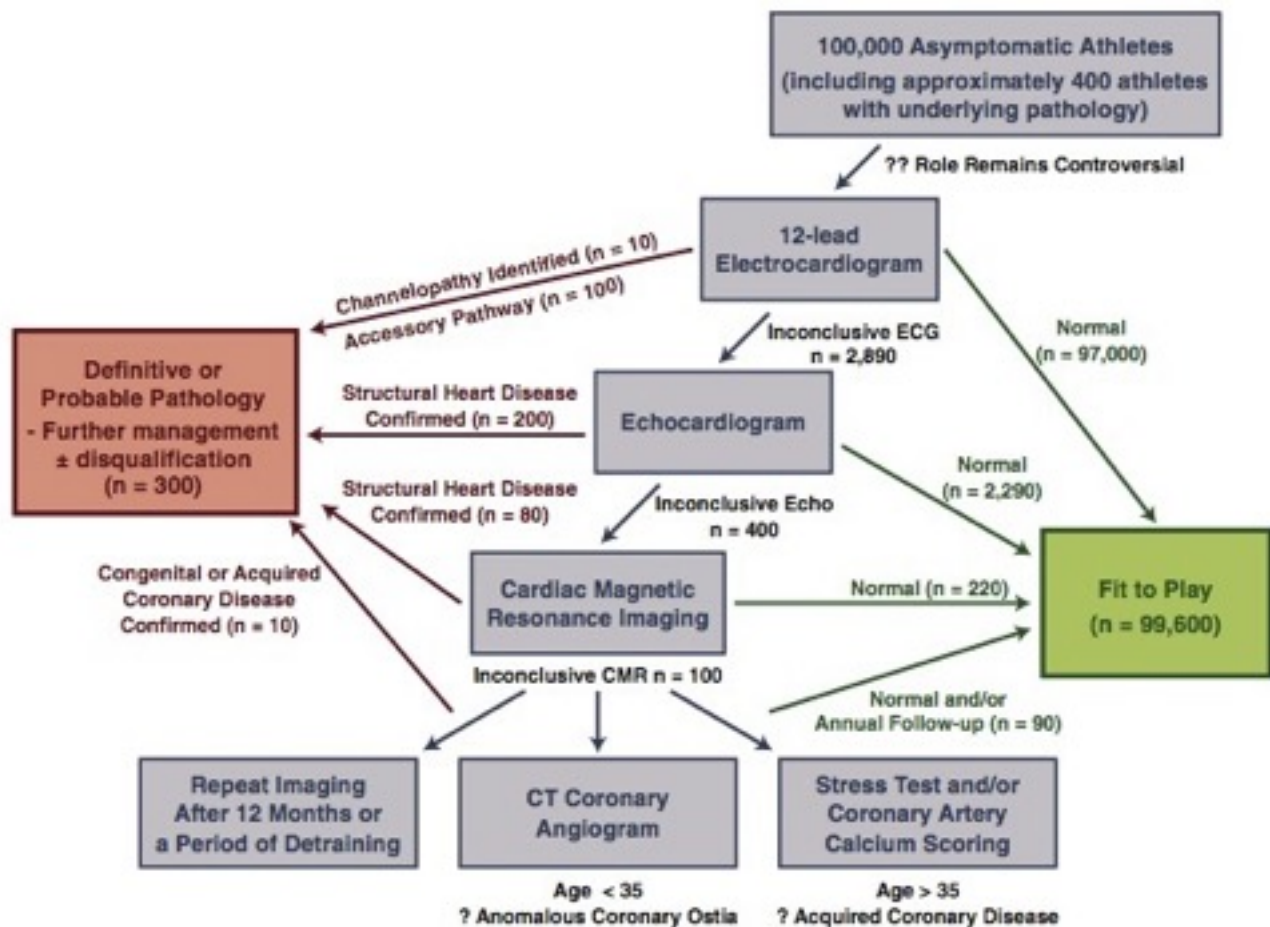 100,000 Asymptomatic Athletes
(including approximately 400 athletes
with underlying pathology)
?? Role Remains Controversial
12-lead
Electrocardiogram
Channelopathy Identified (n = 10)
Accessory Pathway (n = 100)
Normal
(n = 97,000)
Inconclusive ECG
n = 2,890
Definitive or
Probable Pathology
- Further management
± disqualification
(n = 300)
Structural Heart Disease
Confirmed (n = 200)
Echocardiogram
Normal
(n = 2,290)
Structural Heart Disease
Confirmed (n = 80)
Inconclusive Echo
n = 400
Congenital or Acquired
Coronary Disease
Confirmed (n = 10)
Cardiac Magnetic
Resonance Imaging
Normal (n = 220)
Fit to Play
(n = 99,600)
Inconclusive CMR n = 100
Normal and/or
Annual Follow-up (n = 90)
Repeat Imaging
After 12 Months or
a Period of Detraining
CT Coronary
Angiogram
Stress Test and/or
Coronary Artery
Calcium Scoring
Age < 35
? Anomalous Coronary Ostia
Age > 35
? Acquired Coronary Disease